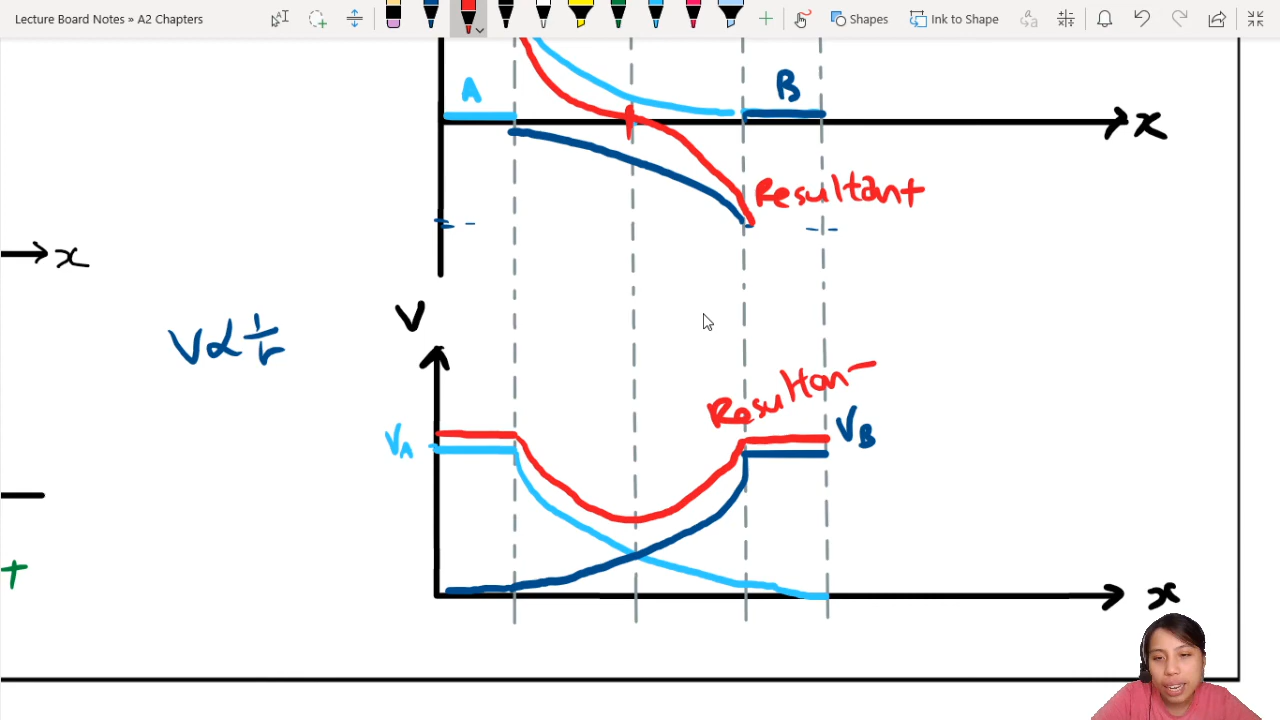 Lecture Board Notes » A2 Chapters
Shapes
Ink to Shape
A
B
x
Resultant
x
V
V ∝ 1/r
Resultant
VA
VB
+
x